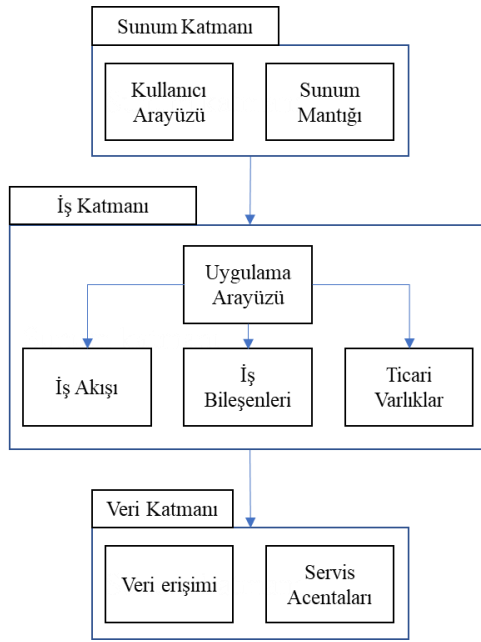 Sunum Katmanı
Kullanıcı
Arayüzü
Sunum
Mantığı
İş Katmanı
Uygulama
Arayüzü
İş Akışı
İş
Bileşenleri
Ticari
Varlıklar
Veri Katmanı
Veri erişimi
Servis
Acentaları